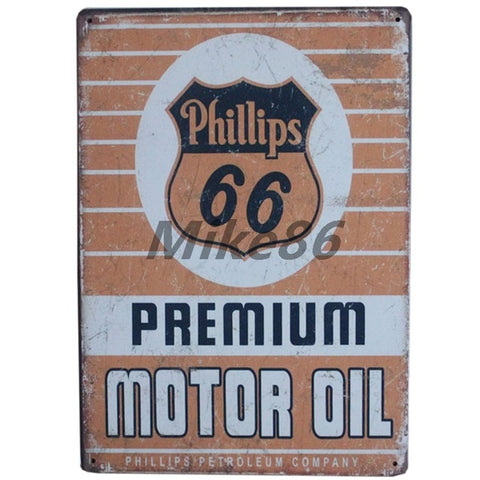 Phillips
66
Mike86
PREMIUM
MOTOR OIL
PHILLIPS PETROLEUM COMPANY